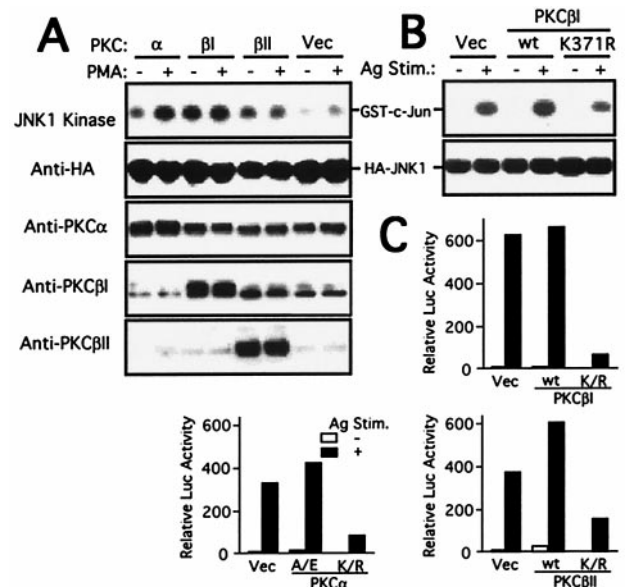 A
PKC: α βI βII Vec
PMA: - + - + - + - +
JNK1 Kinase
Anti-HA
Anti-PKCα
Anti-PKCβI
Anti-PKCβII
B
PKCβI
Vec wt K371R
Ag Stim.: - + - + - +
GST-c-Jun
HA-JNK1
C
Relative Luc Activity
600
400
200
0
Vec wt K/R
PKCβI
Relative Luc Activity
600
400
200
0
Ag Stim.
-
+
Vec A/E K/R
PKCα
Relative Luc Activity
600
400
200
0
Vec wt K/R
PKCβII